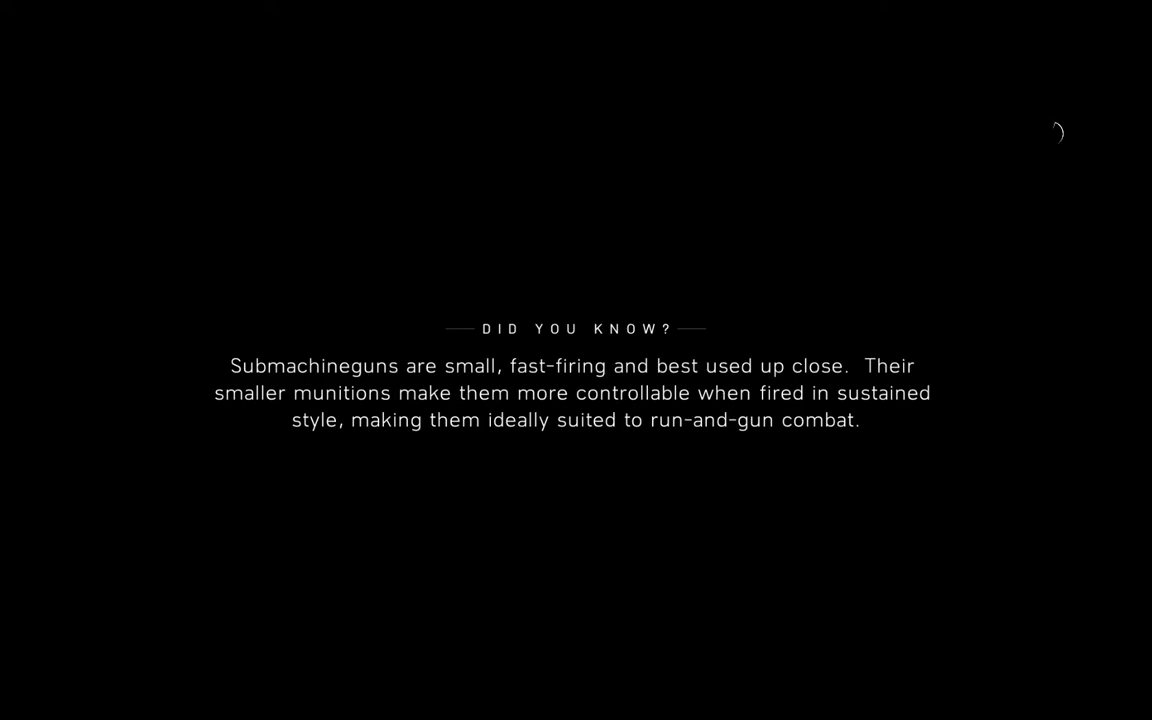 DID YOU KNOW?
Submachineguns are small, fast-firing and best used up close.  Their
smaller munitions make them more controllable when fired in sustained
style, making them ideally suited to run-and-gun combat.